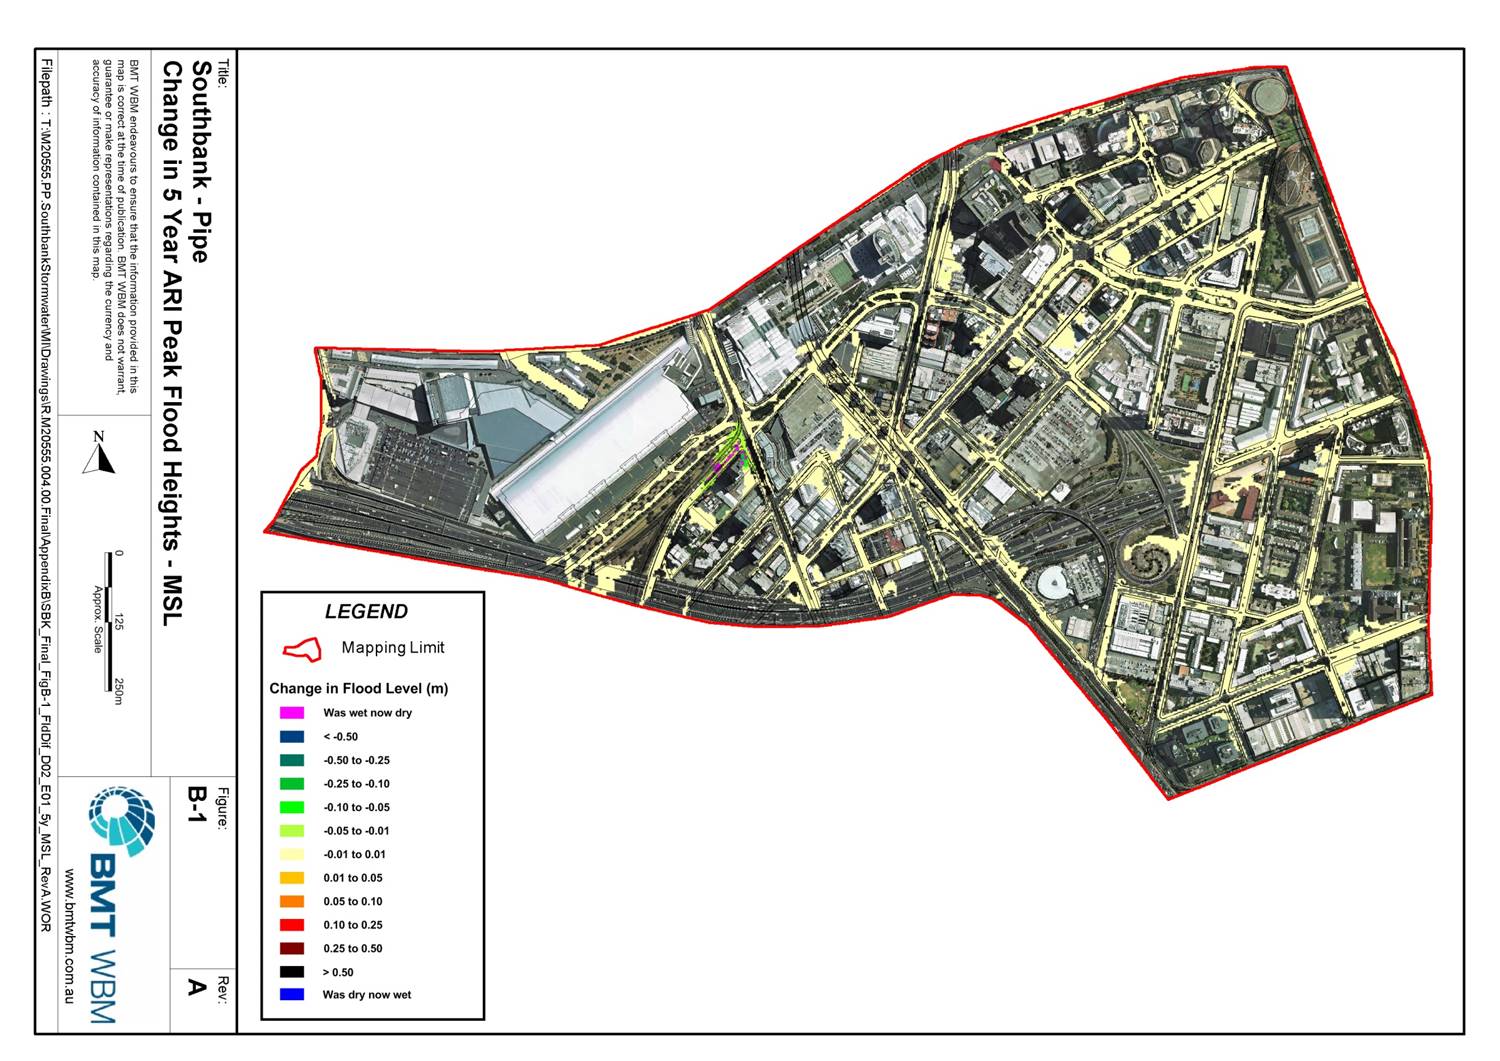 Title:
Southbank - Pipe
Change in 5 Year ARI Peak Flood Heights - MSL
Figure:
B-1
Rev:
A
BMT WBM endeavours to ensure that the information provided in this
map is correct at the time of publication. BMT WBM does not warrant,
guarantee or make representations regarding the currency and
accuracy of information contained in this map.
N
0 125 250m
Approx. Scale
BMT WBM
www.bmtwbm.com.au
Filepath : T:\M20555.PP.SouthbankStormwater\MI\Drawings\R.M20555.004.00.Final\AppendixB\SBK_Final_FigB-1_FldDif_D02_E01_5y_MSL_RevA.WOR
LEGEND
Mapping Limit
Change in Flood Level (m)
Was wet now dry
< -0.50
-0.50 to -0.25
-0.25 to -0.10
-0.10 to -0.05
-0.05 to -0.01
-0.01 to 0.01
0.01 to 0.05
0.05 to 0.10
0.10 to 0.25
0.25 to 0.50
> 0.50
Was dry now wet